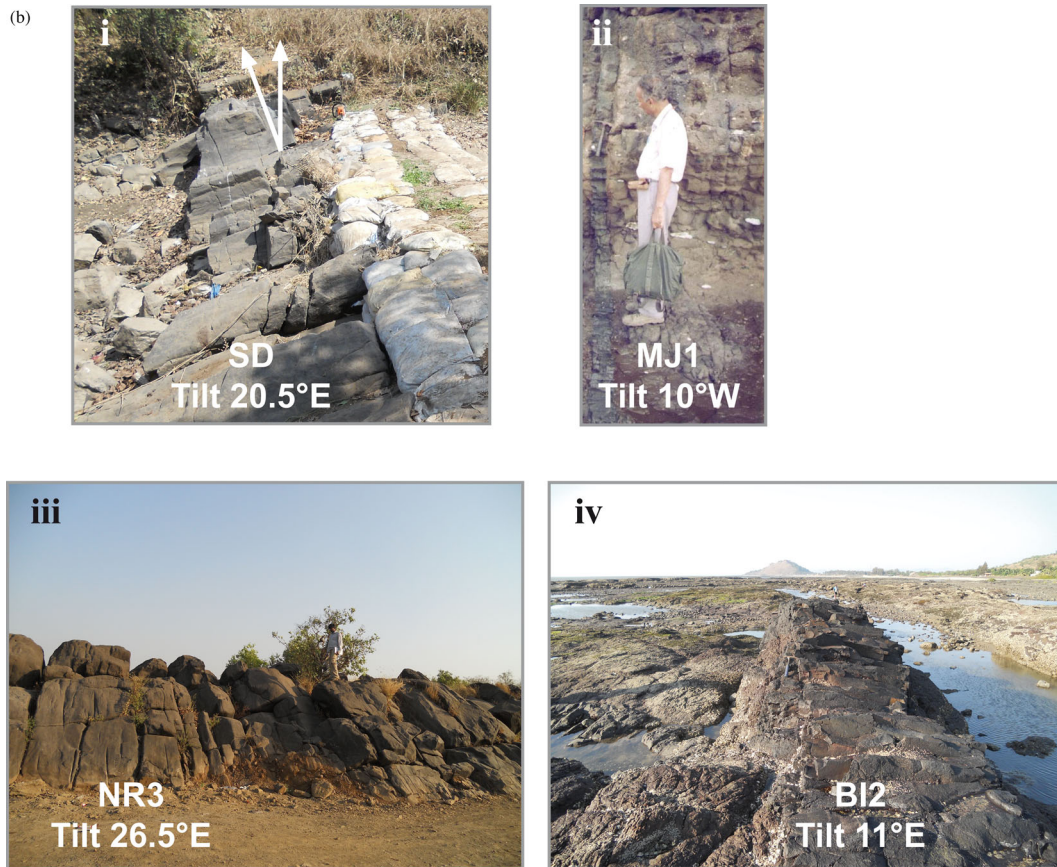 (b)
i
SD
Tilt 20.5°E
ii
MJ1
Tilt 10°W
iii
NR3
Tilt 26.5°E
iv
BI2
Tilt 11°E